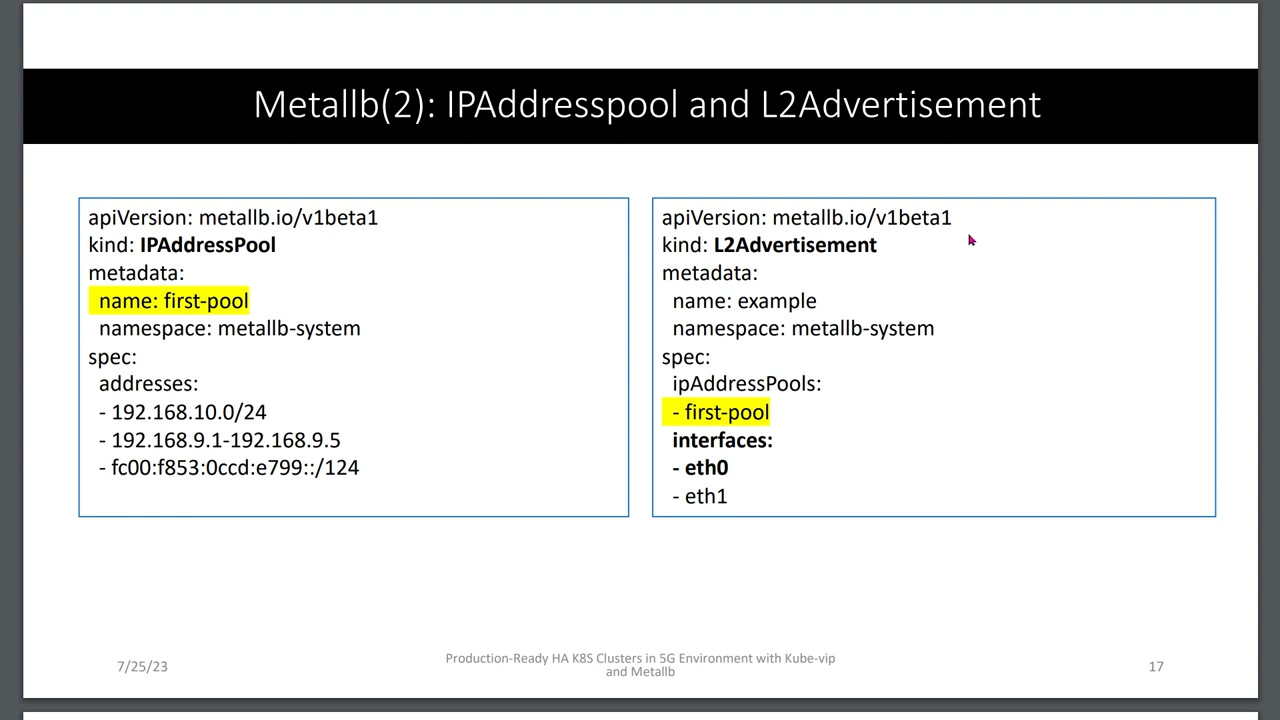 Metallb(2): IPAddresspool and L2Advertisement
apiVersion: metallb.io/v1beta1
kind: IPAddressPool
metadata:
  name: first-pool
  namespace: metallb-system
spec:
  addresses:
  - 192.168.10.0/24
  - 192.168.9.1-192.168.9.5
  - fc00:f853:0ccd:e799::/124
apiVersion: metallb.io/v1beta1
kind: L2Advertisement
metadata:
  name: example
  namespace: metallb-system
spec:
  ipAddressPools:
  - first-pool
  interfaces:
  - eth0
  - eth1
7/25/23
Production-Ready HA K8S Clusters in 5G Environment with Kube-vip
and Metallb
17